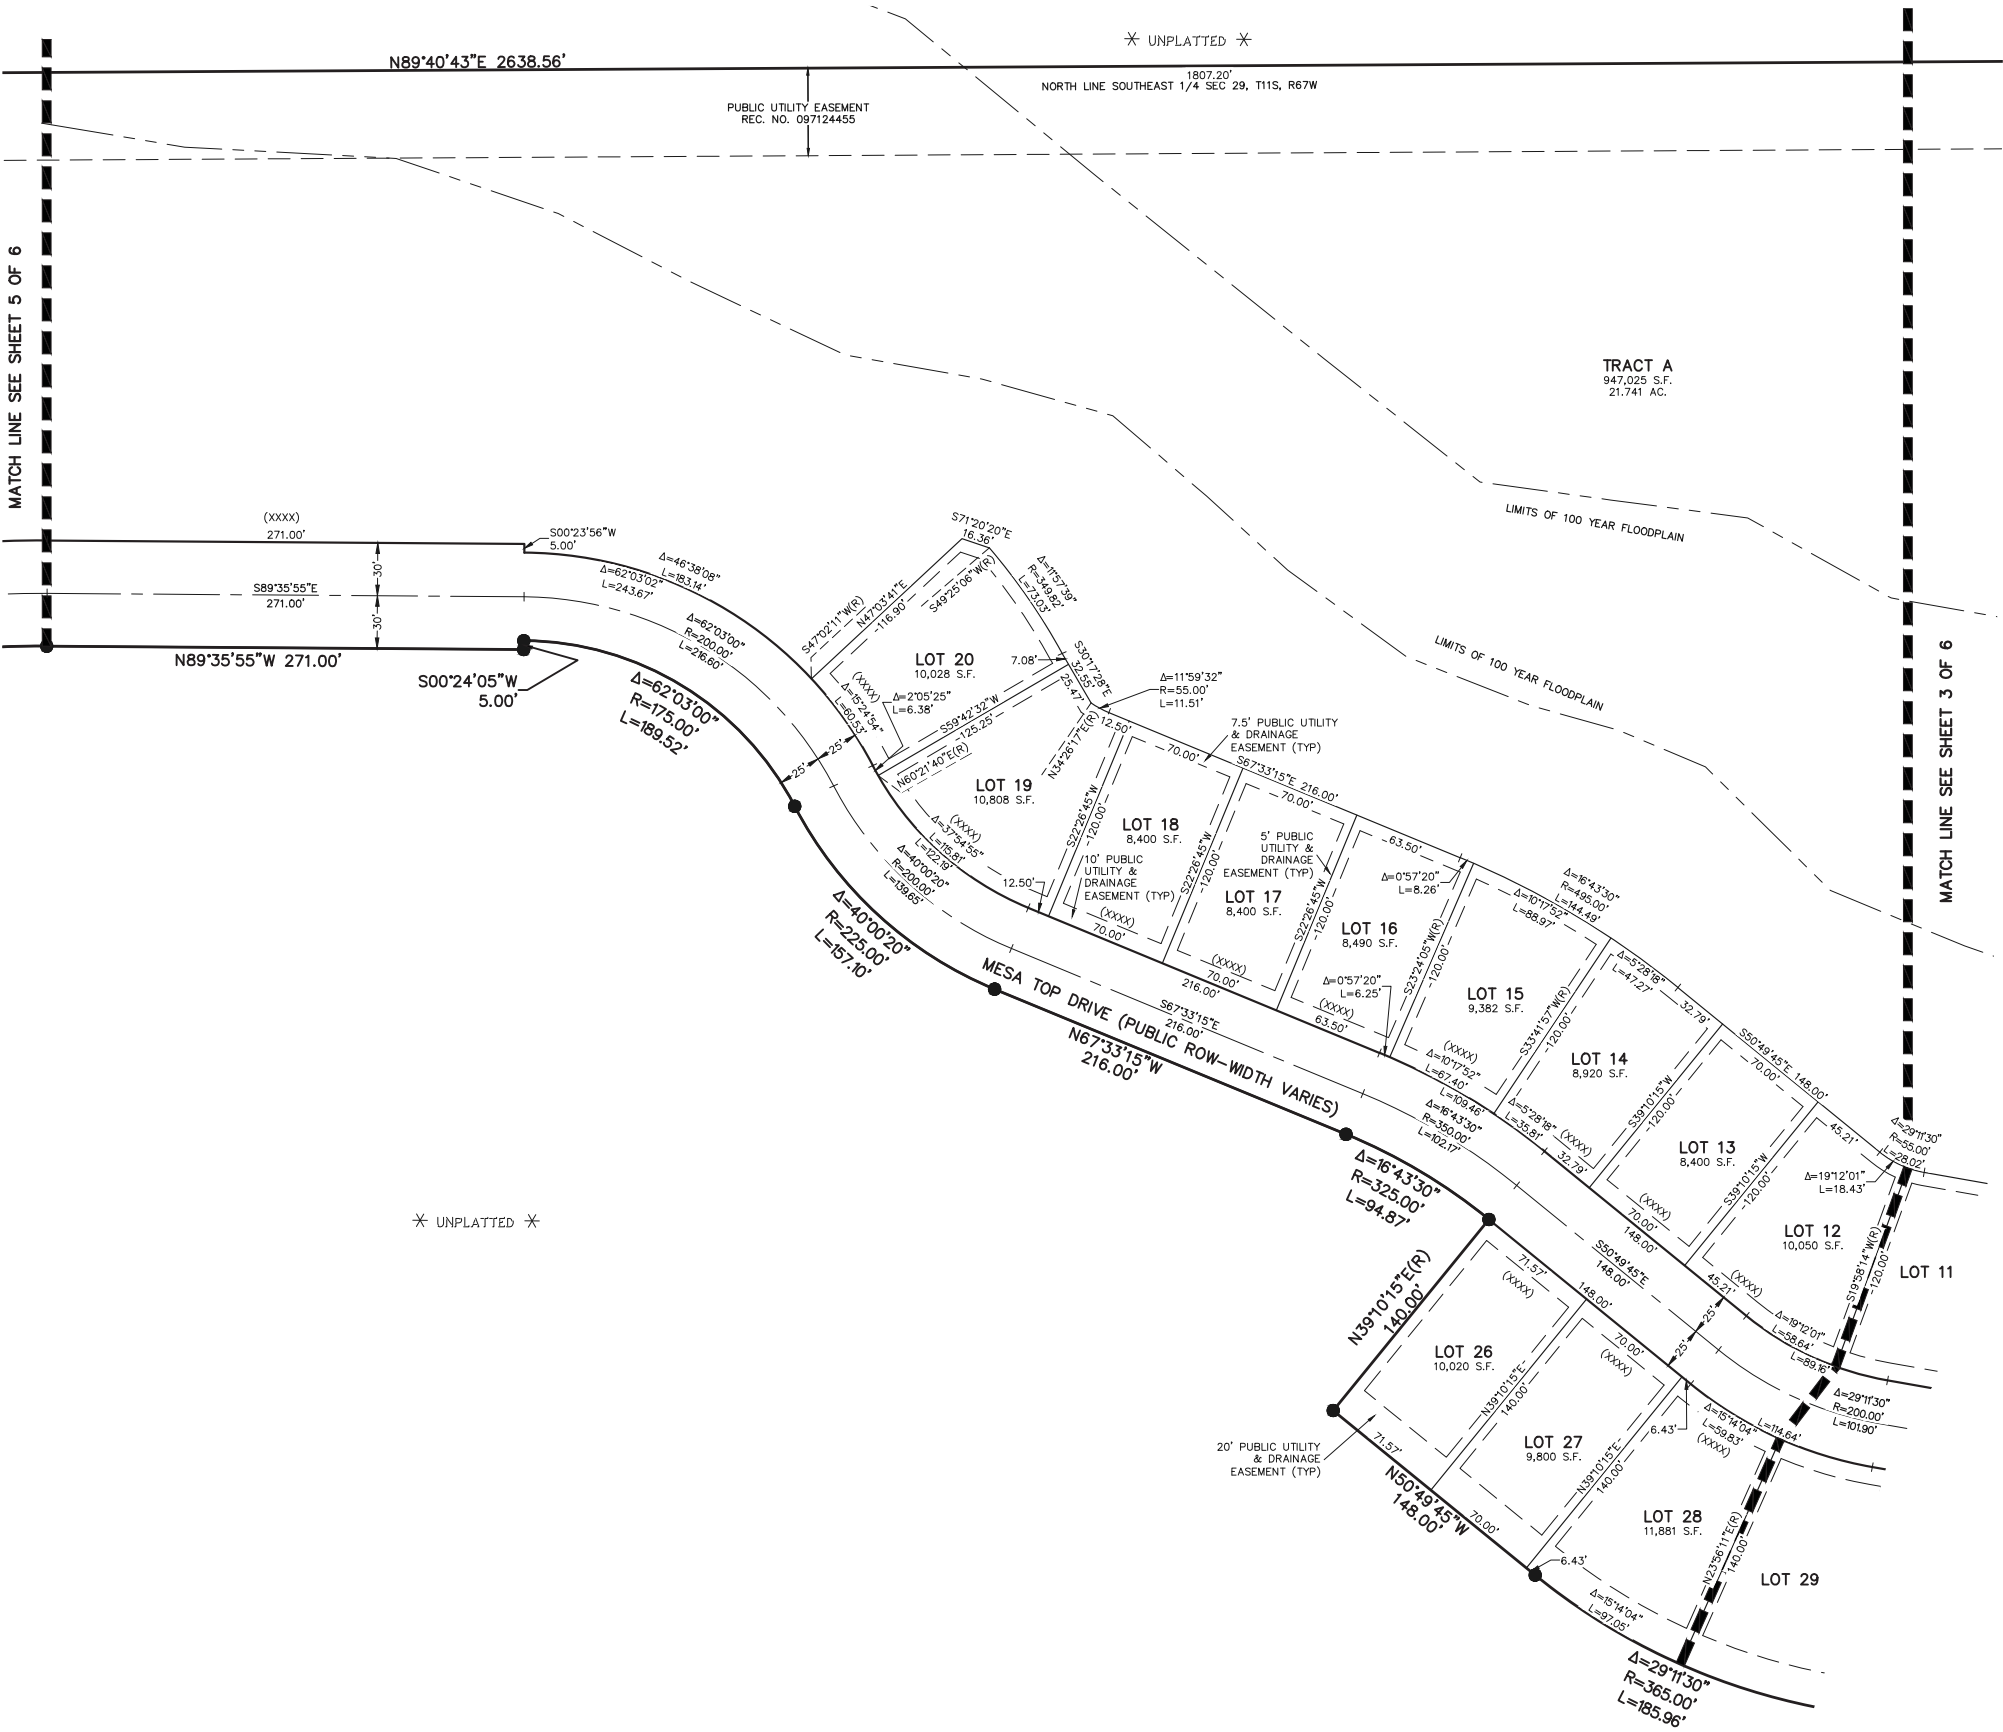 ✳ UNPLATTED ✳
N89°40'43"E 2638.56'
1807.20'
NORTH LINE SOUTHEAST 1/4 SEC 29, T11S, R67W
PUBLIC UTILITY EASEMENT
REC. NO. 097124455
MATCH LINE SEE SHEET 5 OF 6
TRACT A
947,025 S.F.
21.741 AC.
LIMITS OF 100 YEAR FLOODPLAIN
LIMITS OF 100 YEAR FLOODPLAIN
MATCH LINE SEE SHEET 3 OF 6
(XXXX)
271.00'
S00°23'56"W
5.00'
30'
S89°35'55"E
271.00'
30'
N89°35'55"W 271.00'
S00°24'05"W
5.00'
Δ=46°38'08"
L=183.14'
Δ=62°03'02"
L=243.67'
Δ=62°03'00"
R=200.00'
L=216.60'
Δ=62°03'00"
R=175.00'
L=189.52'
S71°20'20"E
16.36'
Δ=11°57'39"
R=349.82'
L=73.03'
S49°25'06"W(R)
N47°03'41"E
116.90'
S47°02'11"W(R)
LOT 20
10,028 S.F.
7.08'
S30°17'28"E
32.55'
25.47'
(XXXX)
Δ=15°24'54"
L=60.53'
Δ=2°05'25"
L=6.38'
S59°42'32"W
125.25'
N60°21'40"E(R)
25'
25'
Δ=11°59'32"
R=55.00'
L=11.51'
12.50'
N34°26'17"E(R)
LOT 19
10,808 S.F.
(XXXX)
Δ=37°54'55"
L=115.81'
L=122.19'
Δ=40°00'20"
R=200.00'
L=139.65'
Δ=40°00'20"
R=225.00'
L=157.10'
12.50'
S22°26'45"W
120.00'
70.00'
7.5' PUBLIC UTILITY
& DRAINAGE
EASEMENT (TYP)
S67°33'15"E 216.00'
LOT 18
8,400 S.F.
10' PUBLIC
UTILITY &
DRAINAGE
EASEMENT (TYP)
(XXXX)
70.00'
S22°26'45"W
120.00'
70.00'
5' PUBLIC
UTILITY &
DRAINAGE
EASEMENT (TYP)
LOT 17
8,400 S.F.
(XXXX)
70.00'
216.00'
S22°26'45"W
120.00'
63.50'
Δ=0°57'20"
L=8.26'
LOT 16
8,490 S.F.
Δ=0°57'20"
L=6.25'
(XXXX)
63.50'
S23°24'05"W(R)
120.00'
Δ=16°43'30"
R=495.00'
L=144.49'
Δ=10°17'52"
L=88.97'
LOT 15
9,382 S.F.
(XXXX)
Δ=10°17'52"
L=67.40'
L=109.46'
Δ=16°43'30"
R=350.00'
L=102.17'
S33°41'57"W(R)
120.00'
Δ=5°28'18"
L=47.27'
32.79'
LOT 14
8,920 S.F.
Δ=5°28'18"
L=35.81'
(XXXX)
32.79'
S39°10'15"W
120.00'
S50°49'45"E 148.00'
70.00'
LOT 13
8,400 S.F.
(XXXX)
70.00'
148.00'
S39°10'15"W
120.00'
45.21'
Δ=29°11'30"
R=55.00'
L=28.02'
Δ=19°12'01"
L=18.43'
LOT 12
10,050 S.F.
(XXXX)
45.21'
S19°58'14"W(R)
120.00'
LOT 11
MESA TOP DRIVE (PUBLIC ROW-WIDTH VARIES)
S67°33'15"E
216.00'
N67°33'15"W
216.00'
Δ=16°43'30"
R=325.00'
L=94.87'
✳ UNPLATTED ✳
S50°49'45"E
148.00'
25'
25'
Δ=19°12'01"
L=58.64'
L=89.16'
Δ=29°11'30"
R=200.00'
L=101.90'
N39°10'15"E(R)
140.00'
71.57'
(XXXX)
148.00'
LOT 26
10,020 S.F.
20' PUBLIC UTILITY
& DRAINAGE
EASEMENT (TYP)
71.57'
N39°10'15"E
140.00'
70.00'
(XXXX)
LOT 27
9,800 S.F.
N50°49'45"W
148.00'
70.00'
N39°10'15"E
140.00'
6.43'
Δ=15°14'04"
L=59.83'
(XXXX)
L=114.64'
LOT 28
11,881 S.F.
6.43'
N23°56'11"E(R)
140.00'
LOT 29
Δ=15°14'04"
L=97.05'
Δ=29°11'30"
R=365.00'
L=185.96'